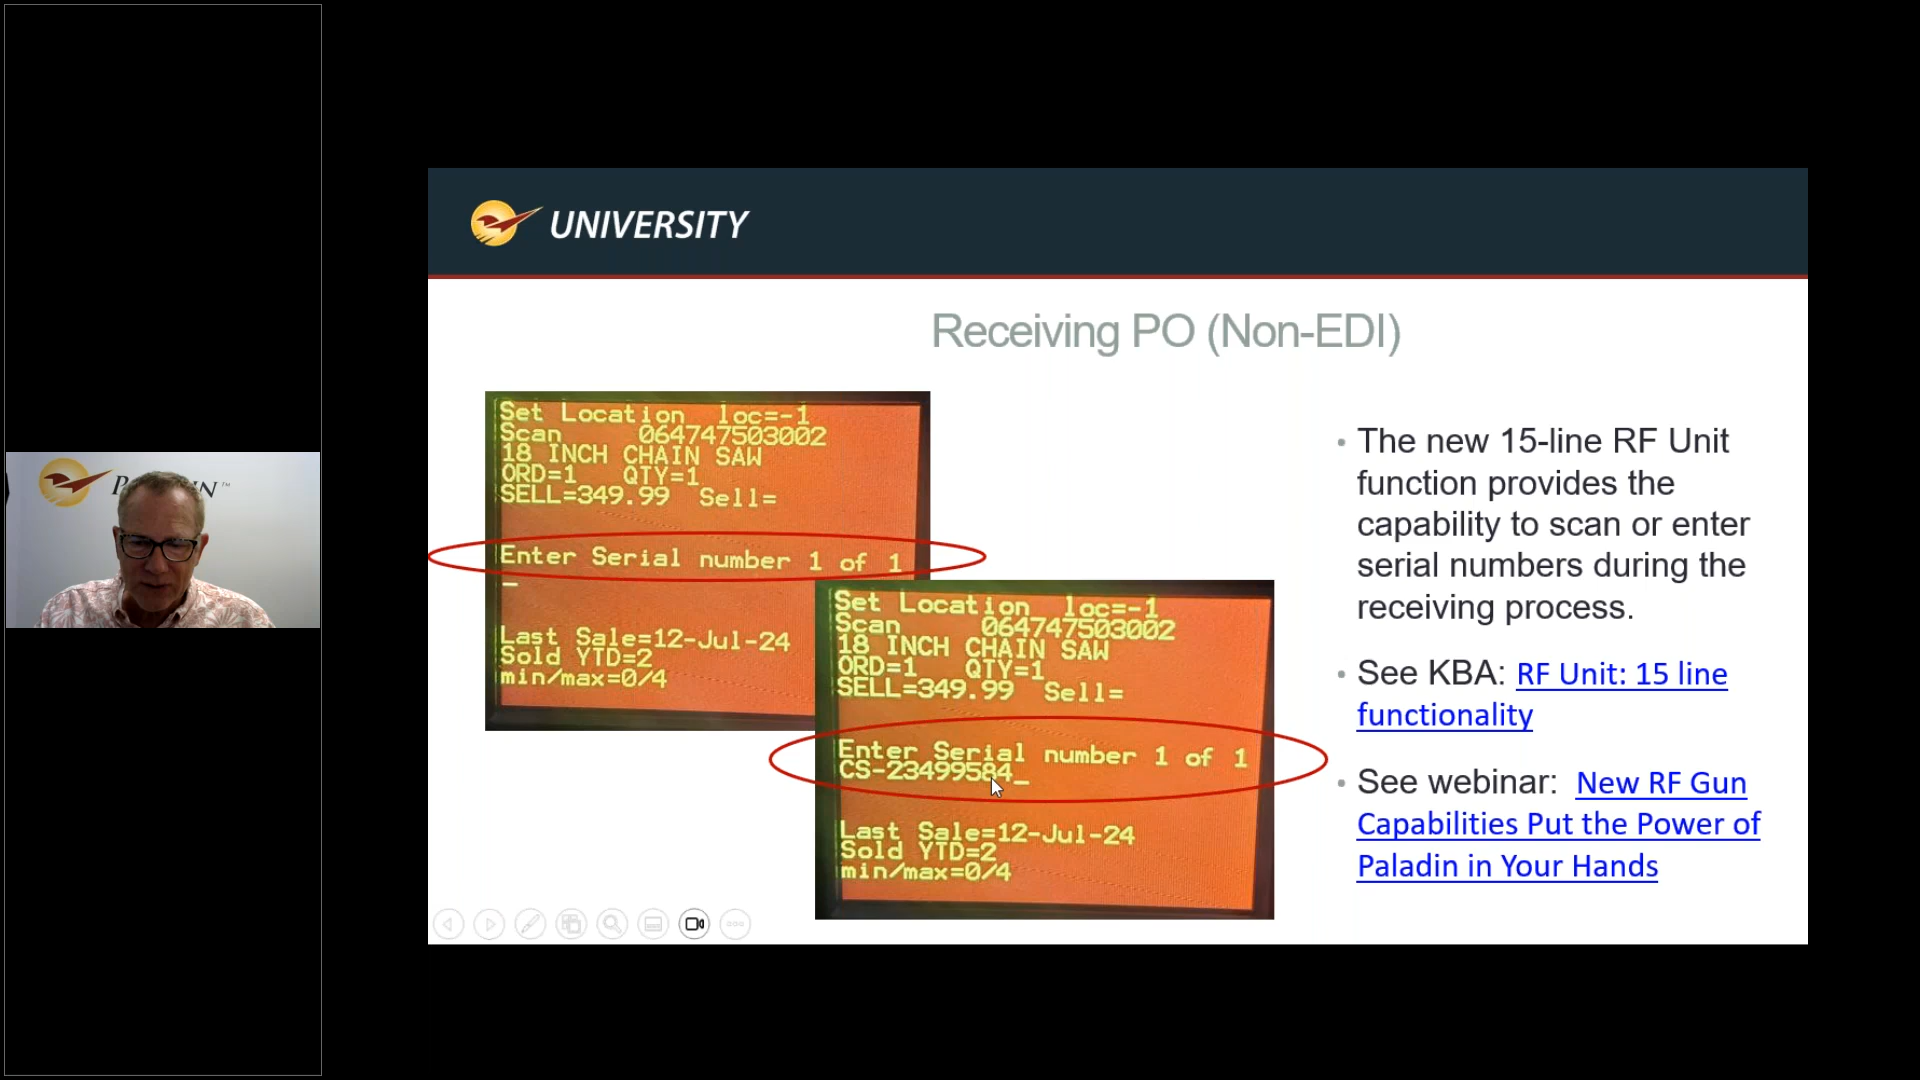 UNIVERSITY
Receiving PO (Non-EDI)
Set Location loc=-1
Scan 064747503002
18 INCH CHAIN SAW
ORD=1 QTY=1
SELL=349.99 Sell=
Enter Serial number 1 of 1
_
Last Sale=12-Jul-24
Sold YTD=2
min/max=0/4
Set Location loc=-1
Scan 064747503002
18 INCH CHAIN SAW
ORD=1 QTY=1
SELL=349.99 Sell=
Enter Serial number 1 of 1
CS-23499584_
Last Sale=12-Jul-24
Sold YTD=2
min/max=0/4
• The new 15-line RF Unit
function provides the
capability to scan or enter
serial numbers during the
receiving process.
• See KBA: RF Unit: 15 line
functionality
• See webinar: New RF Gun
Capabilities Put the Power of
Paladin in Your Hands